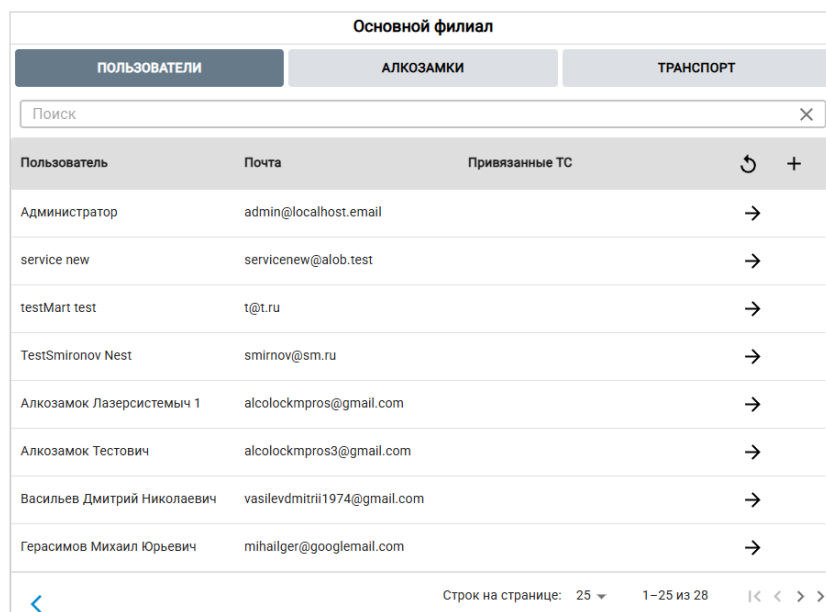 Основной филиал
ПОЛЬЗОВАТЕЛИ АЛКОЗАМКИ ТРАНСПОРТ
Поиск
Пользователь Почта Привязанные ТС
Администратор admin@localhost.email
service new servicenew@alob.test
testMart test t@t.ru
TestSmironov Nest smirnov@sm.ru
Алкозамок Лазерсистемыч 1 alcolockmpros@gmail.com
Алкозамок Тестович alcolockmpros3@gmail.com
Васильев Дмитрий Николаевич vasilevdmitrii1974@gmail.com
Герасимов Михаил Юрьевич mihailger@googlemail.com
Строк на странице: 25 1–25 из 28